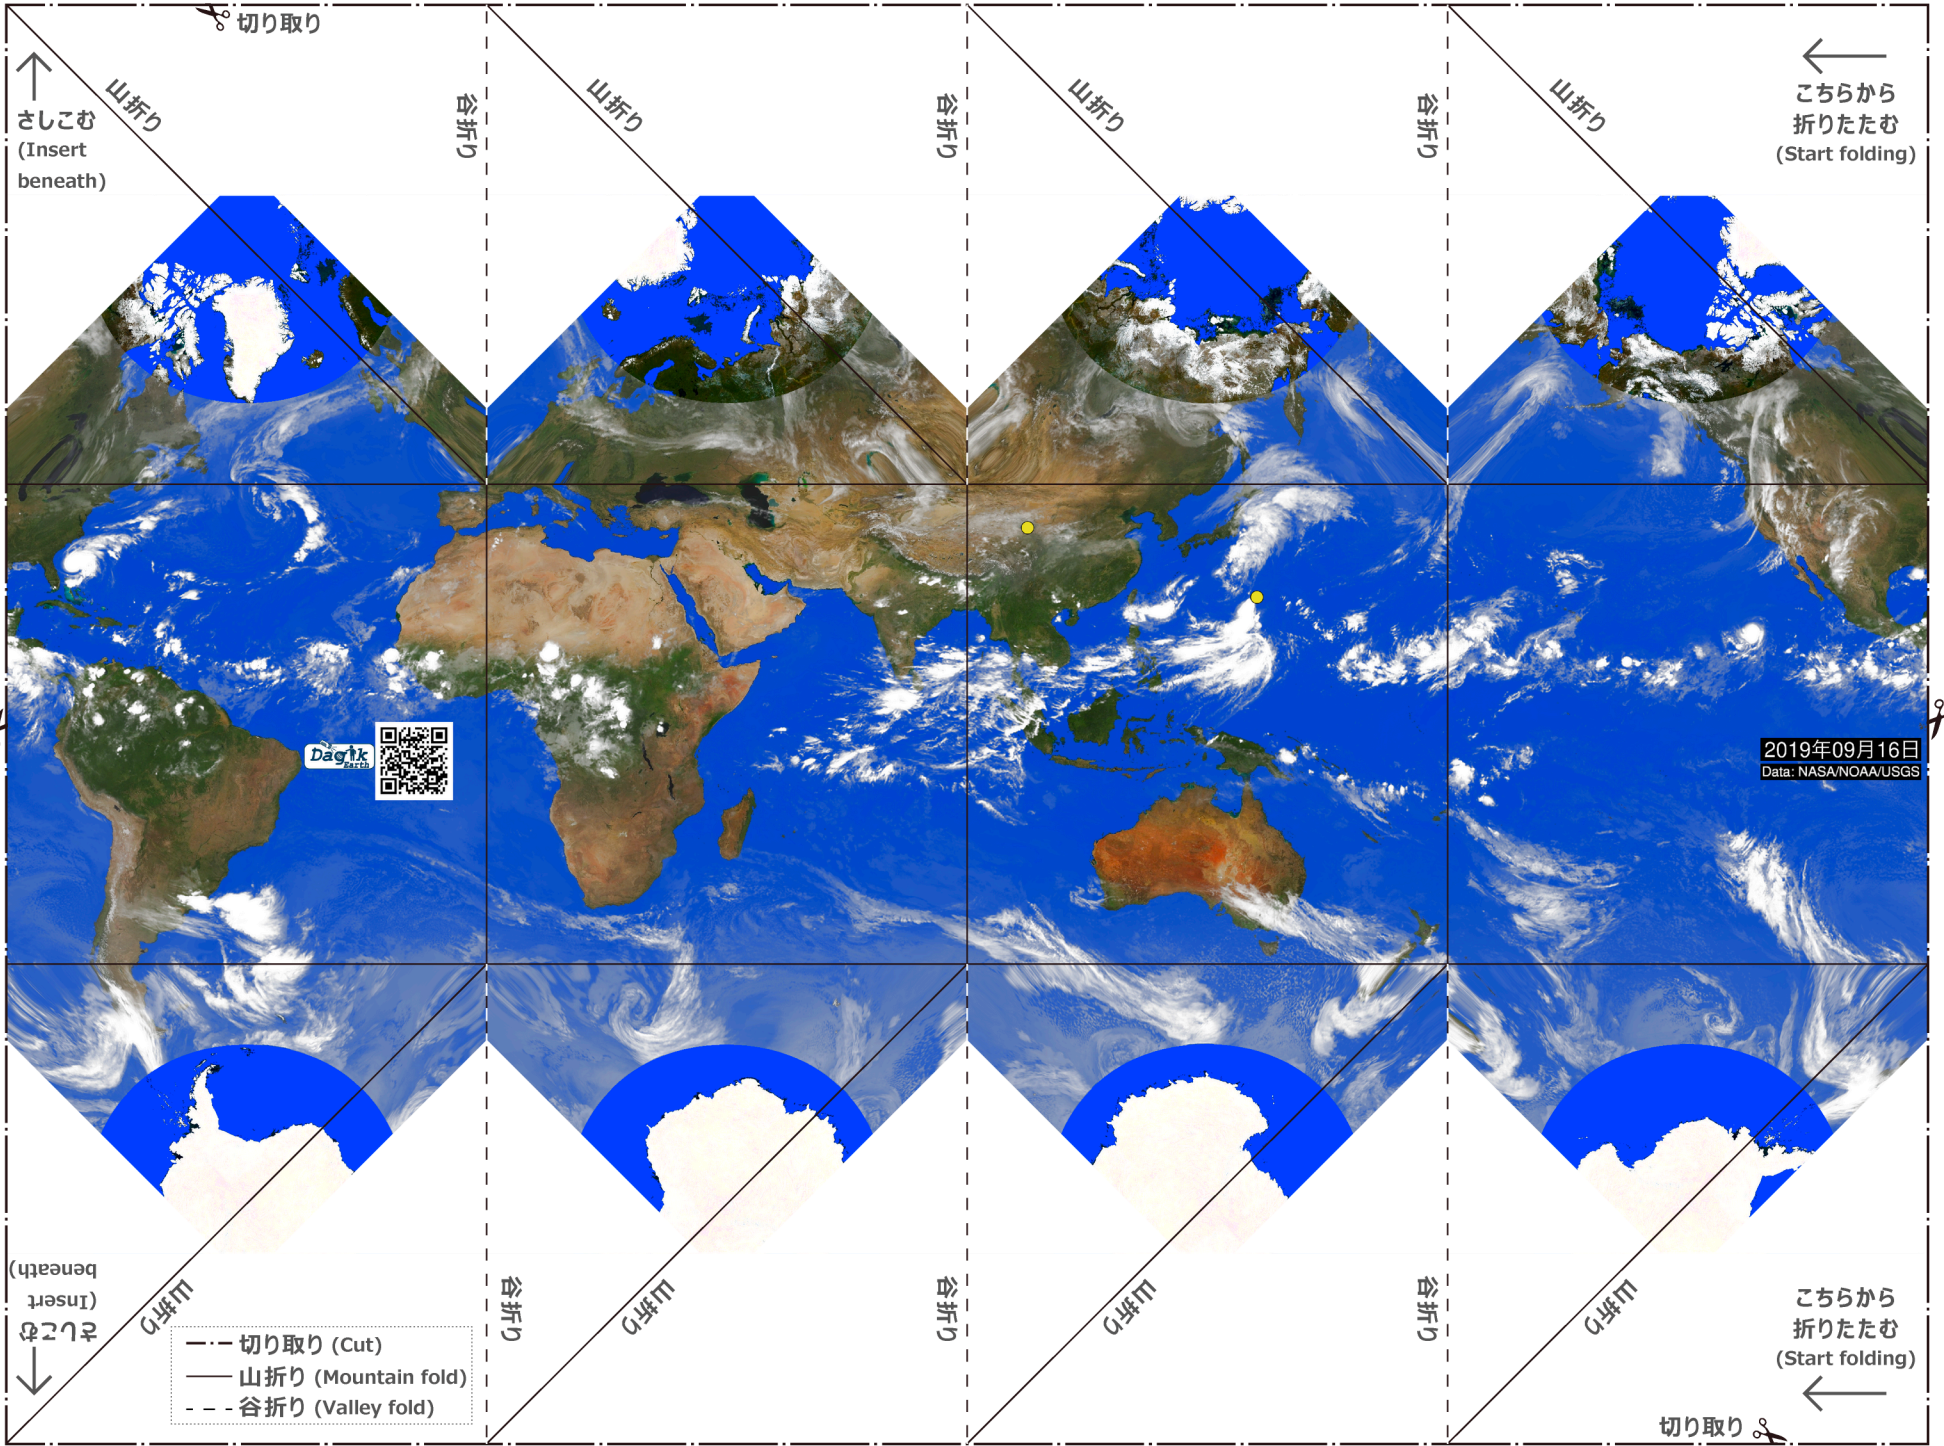 切り取り
山折り
谷折り
山折り
谷折り
山折り
谷折り
山折り
さしこむ
(Insert
beneath)
こちらから
折りたたむ
(Start folding)
Dagik
Earth
2019年09月16日
Data: NASA/NOAA/USGS
さしこむ
(Insert
beneath)
山折り
谷折り
山折り
谷折り
山折り
谷折り
山折り
切り取り (Cut)
山折り (Mountain fold)
谷折り (Valley fold)
こちらから
折りたたむ
(Start folding)
切り取り